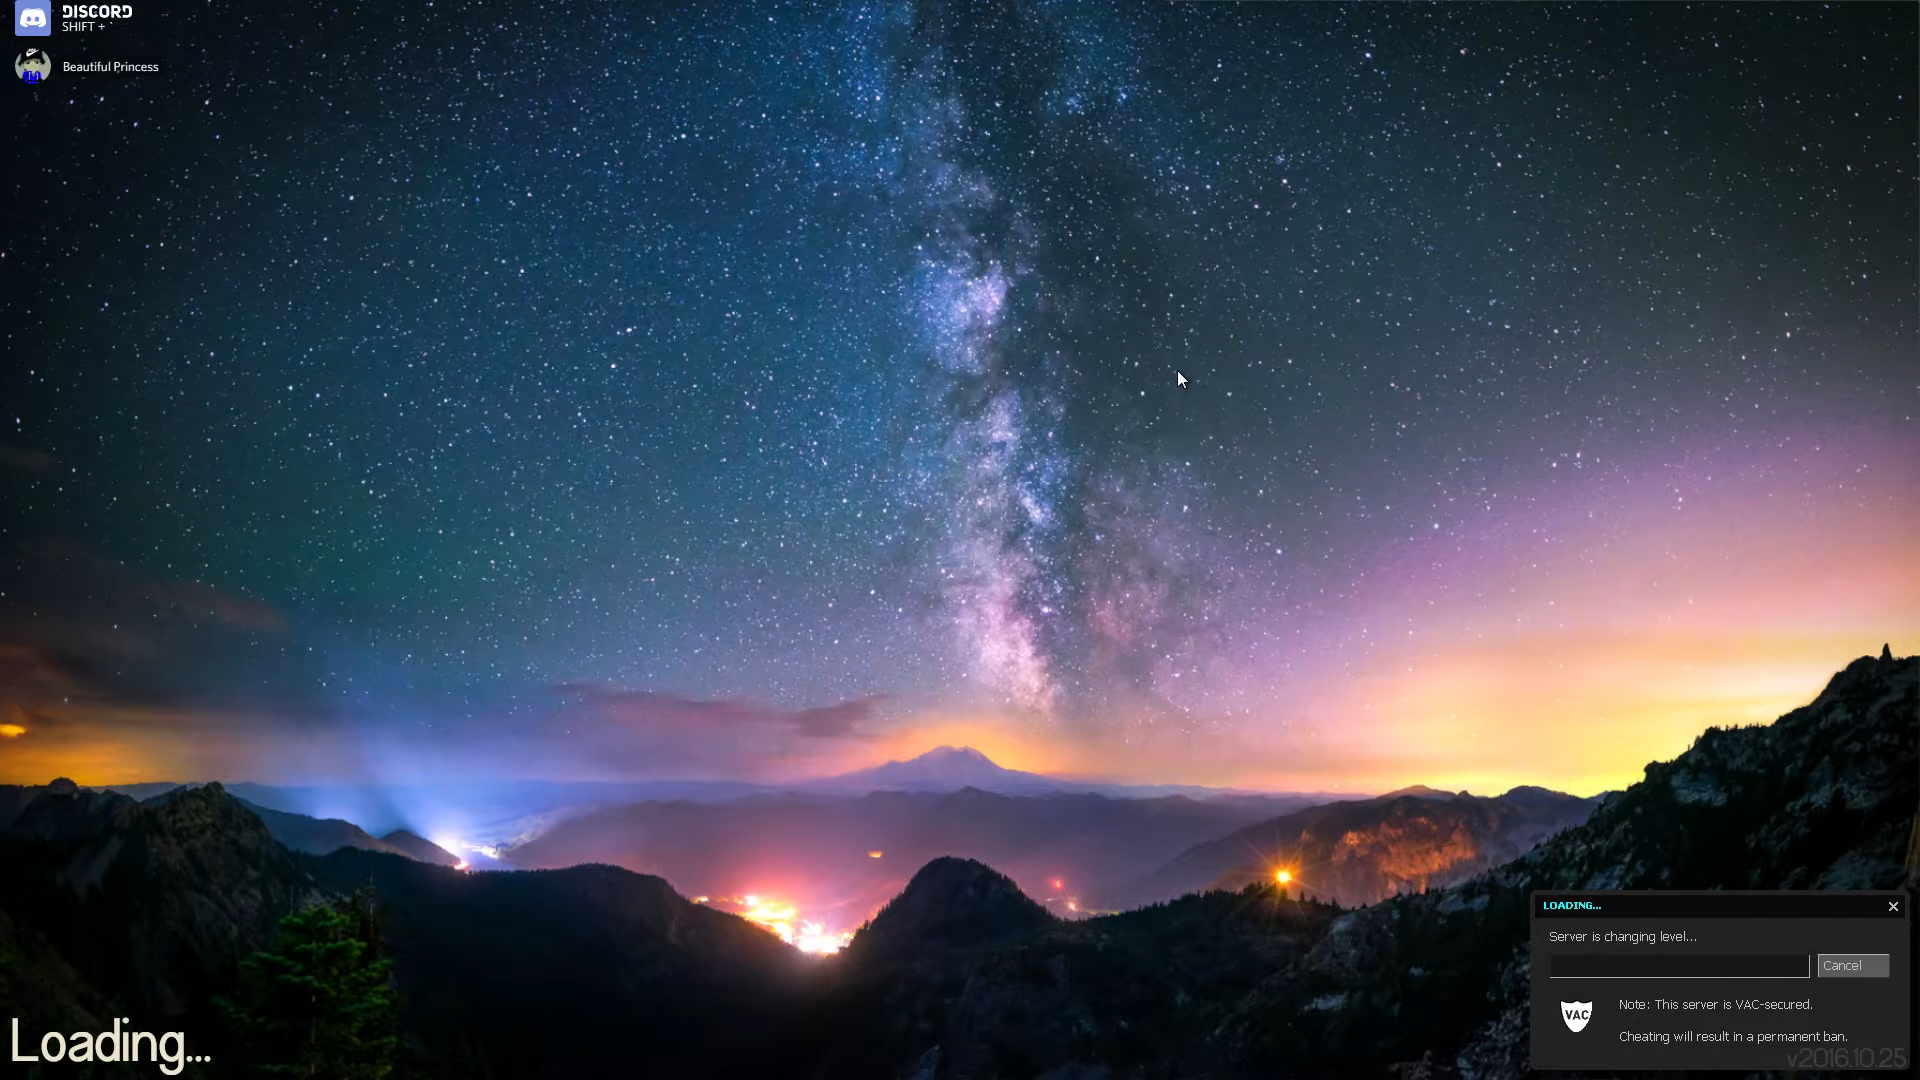 DISCORD
SHIFT + `
Beautiful Princess
LOADING...
Server is changing level...
Cancel
VAC
Note: This server is VAC-secured.
Cheating will result in a permanent ban.
Loading...
v2016.10.25